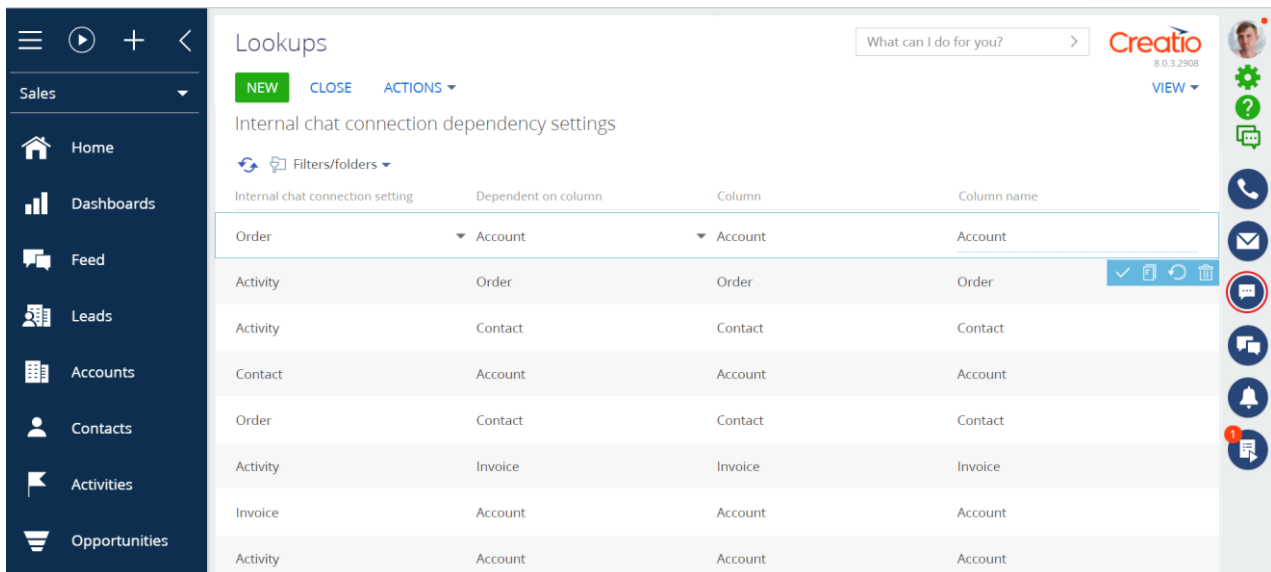 Lookups
What can I do for you?
Creatio
8.0.3.2908
Sales
NEW CLOSE ACTIONS VIEW
Internal chat connection dependency settings
Home
Filters/folders
Internal chat connection setting Dependent on column Column Column name
Dashboards
Order Account Account Account
Feed
Activity Order Order Order
Leads
Activity Contact Contact Contact
Accounts
Contact Account Account Account
Contacts
Order Contact Contact Contact
1
Activity Invoice Invoice Invoice
Activities
Invoice Account Account Account
Opportunities
Activity Account Account Account